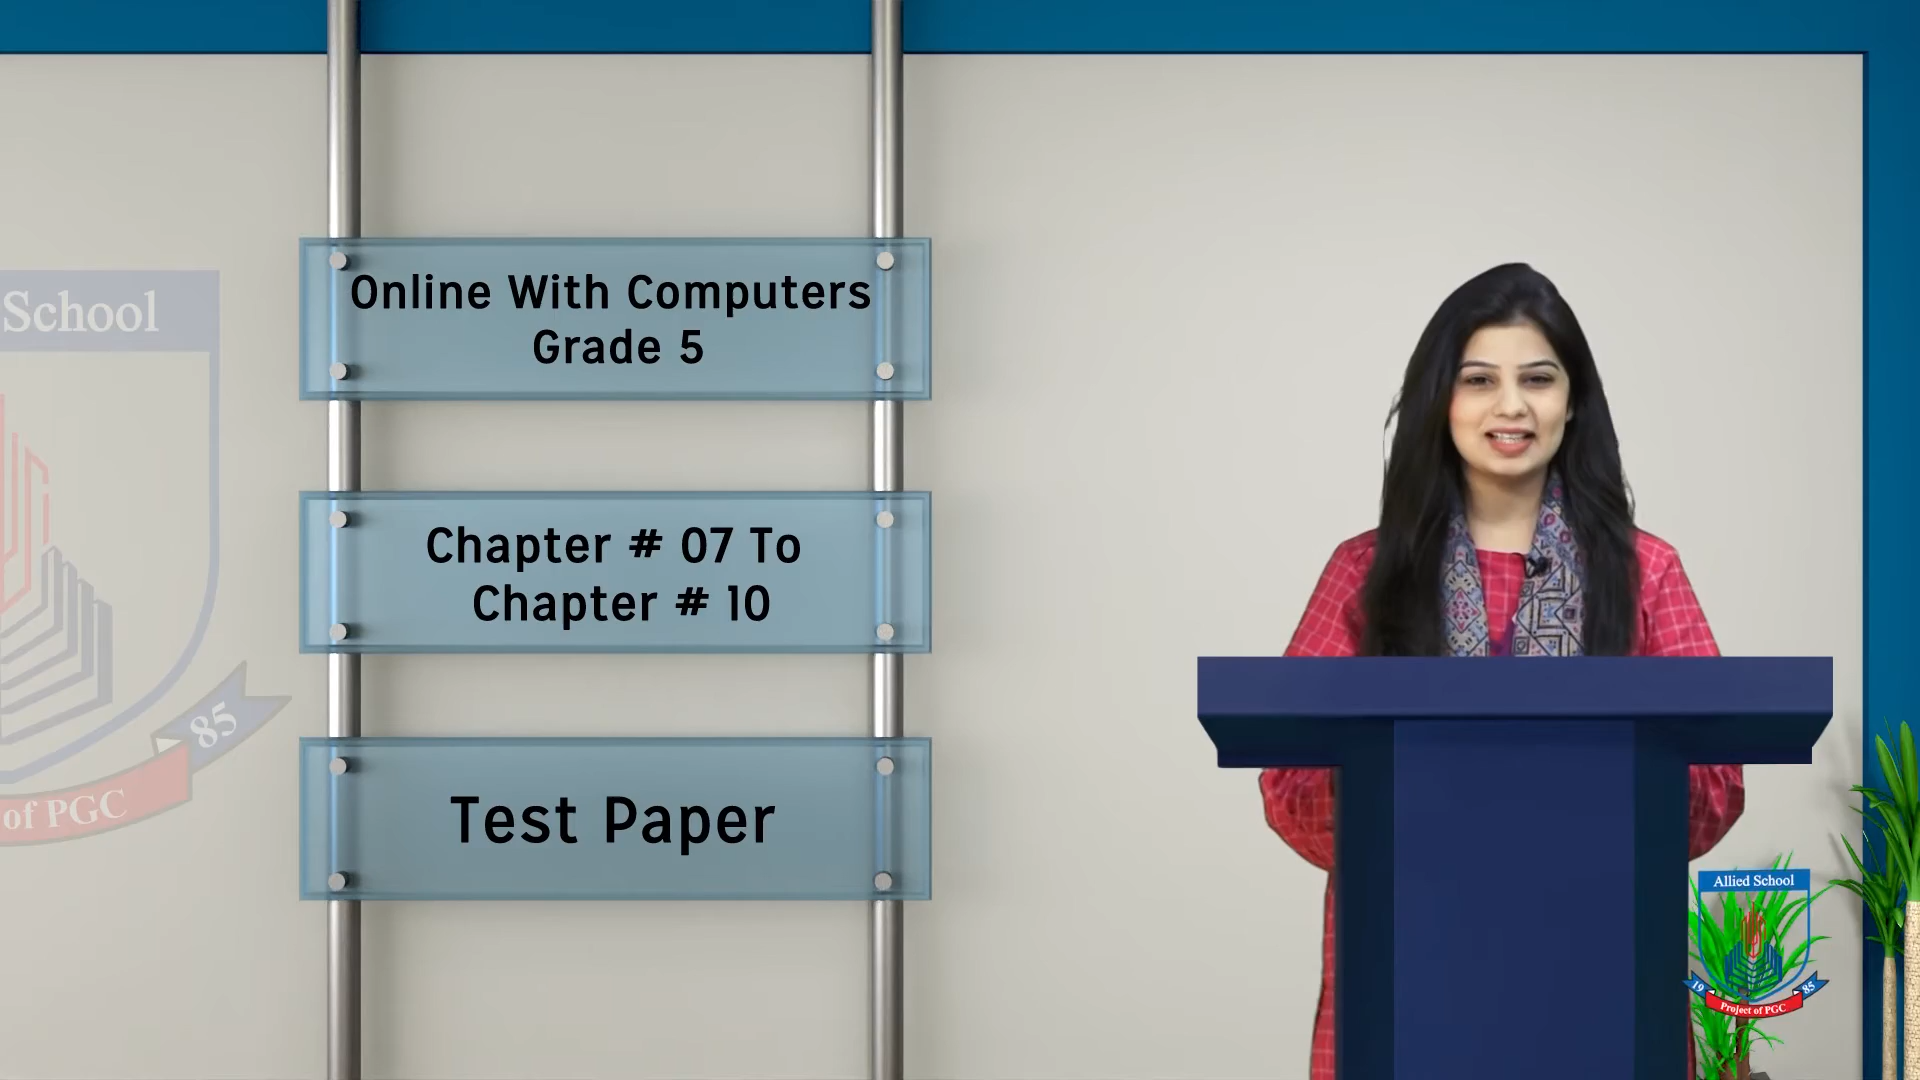 Online With Computers
Grade 5
Chapter # 07 To
Chapter # 10
Test Paper
School
85
of PGC
Allied School
19
85
Project of PGC